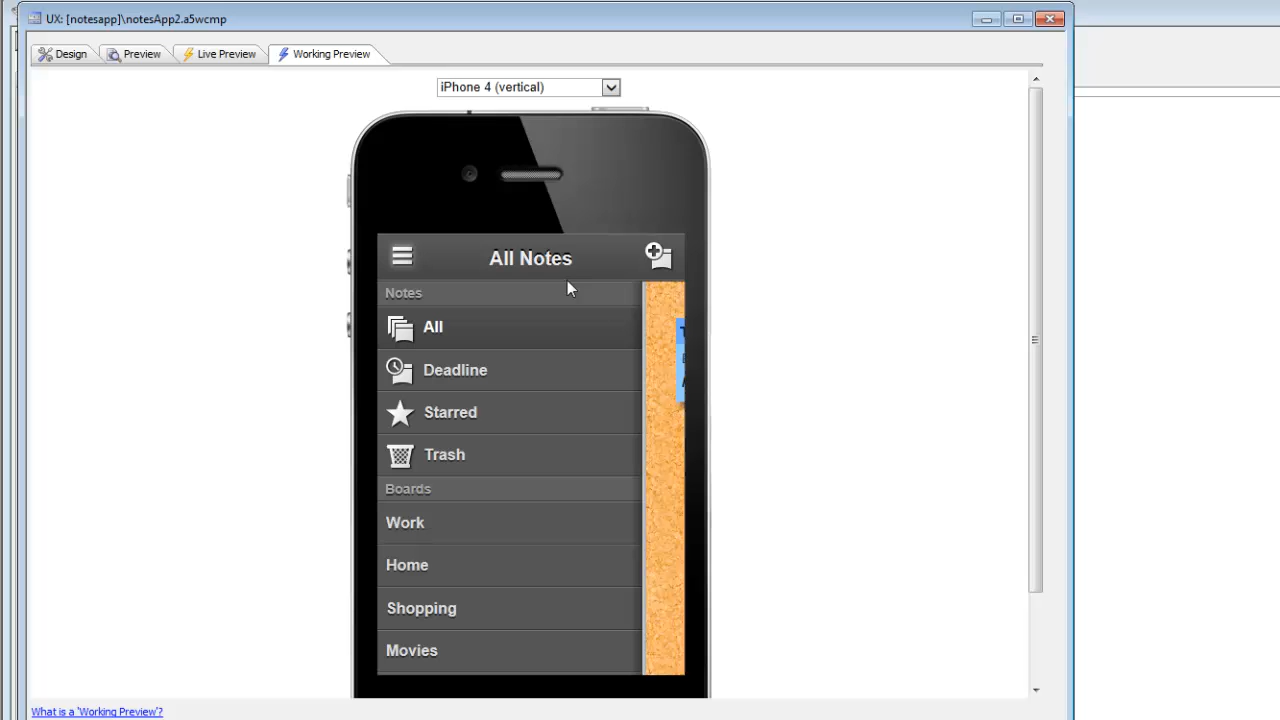 UX: [notesapp]\notesApp2.a5wcmp
Design
Preview
Live Preview
Working Preview
iPhone 4 (vertical)
All Notes
Notes
All
Deadline
Starred
Trash
Boards
Work
Home
Shopping
Movies
What is a 'Working Preview'?